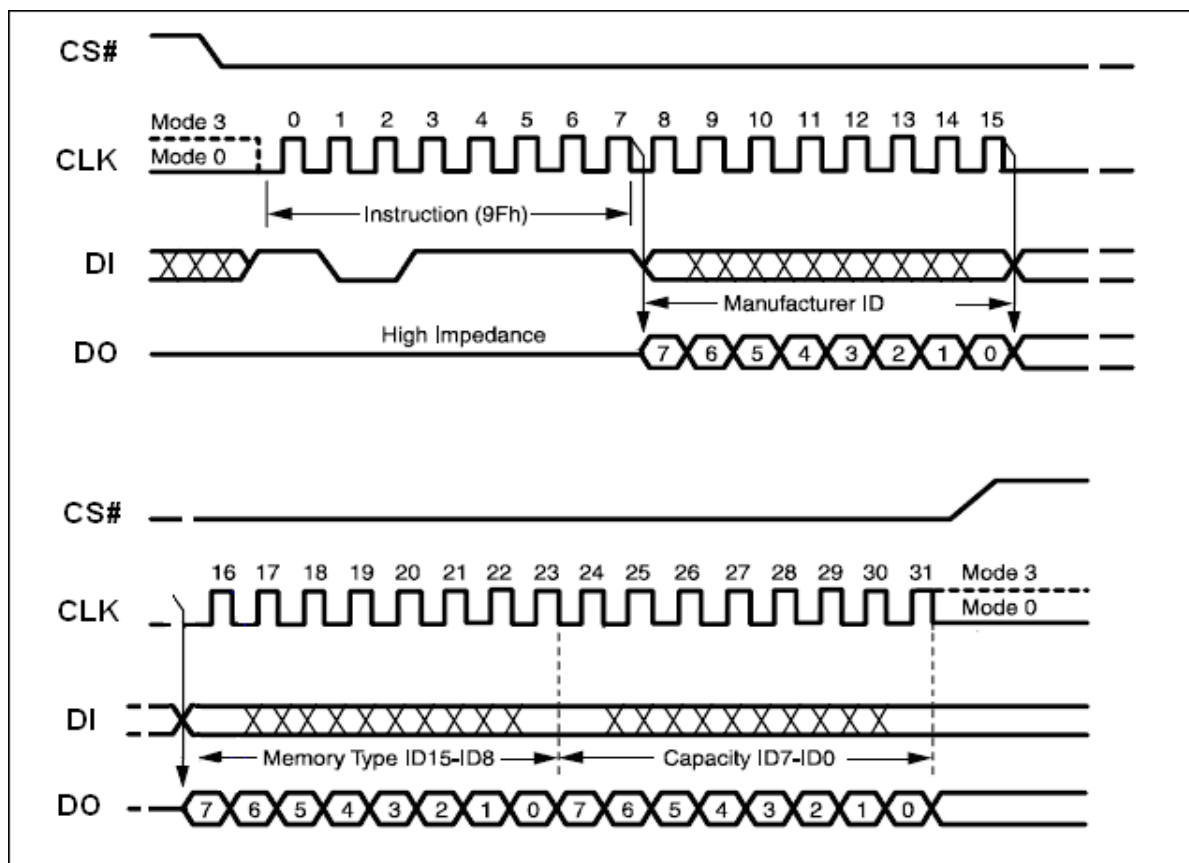 CS#
Mode 3
0 1 2 3 4 5 6 7 8 9 10 11 12 13 14 15
CLK
Mode 0
Instruction (9Fh)
DI
Manufacturer ID
High Impedance
DO
7 6 5 4 3 2 1 0
CS#
16 17 18 19 20 21 22 23 24 25 26 27 28 29 30 31
Mode 3
CLK
Mode 0
DI
Memory Type ID15-ID8
Capacity ID7-ID0
DO
7 6 5 4 3 2 1 0 7 6 5 4 3 2 1 0